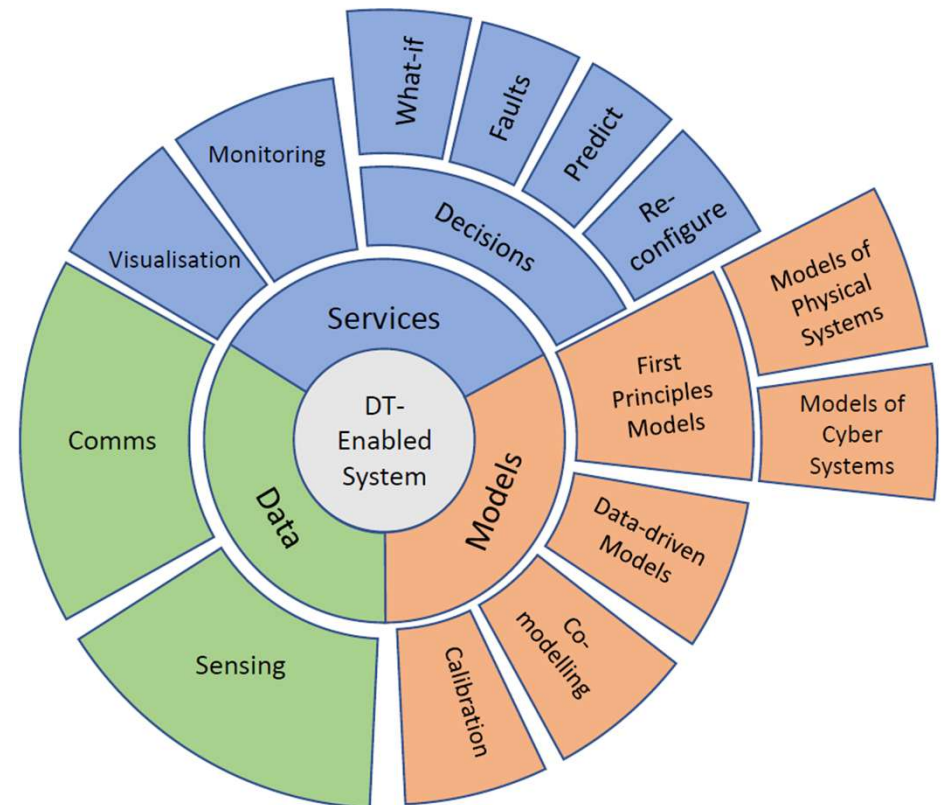 What-if
Faults
Predict
Re-
configure
Monitoring
Visualisation
Decisions
Services
DT-
Enabled
System
Data
Models
Comms
Sensing
First
Principles
Models
Models of
Physical
Systems
Models of
Cyber
Systems
Data-driven
Models
Co-
modelling
Calibration